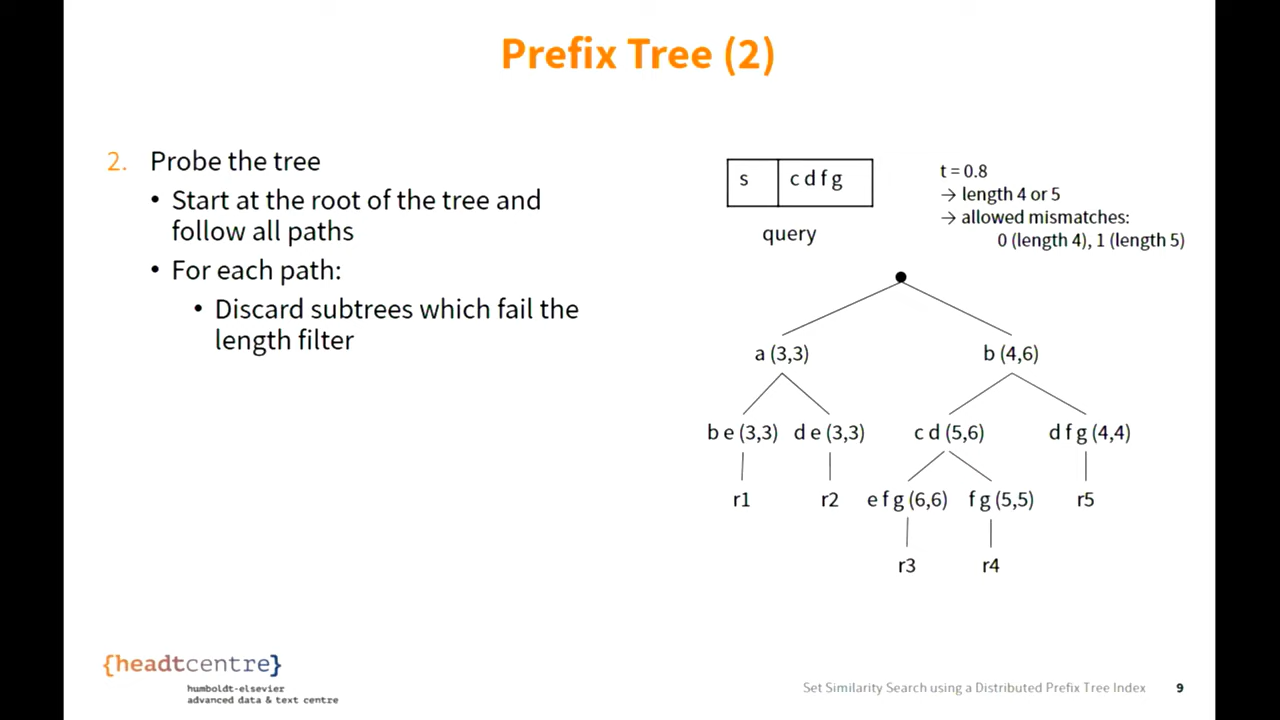 Prefix Tree (2)
2. Probe the tree
• Start at the root of the tree and
follow all paths
• For each path:
• Discard subtrees which fail the
length filter
s c d f g
query
t = 0.8
→ length 4 or 5
→ allowed mismatches:
0 (length 4), 1 (length 5)
a (3,3) b (4,6)
b e (3,3) d e (3,3) c d (5,6) d f g (4,4)
r1 r2 e f g (6,6) f g (5,5) r5
r3 r4
{headtcentre}
humboldt-elsevier
advanced data & text centre
Set Similarity Search using a Distributed Prefix Tree Index 9